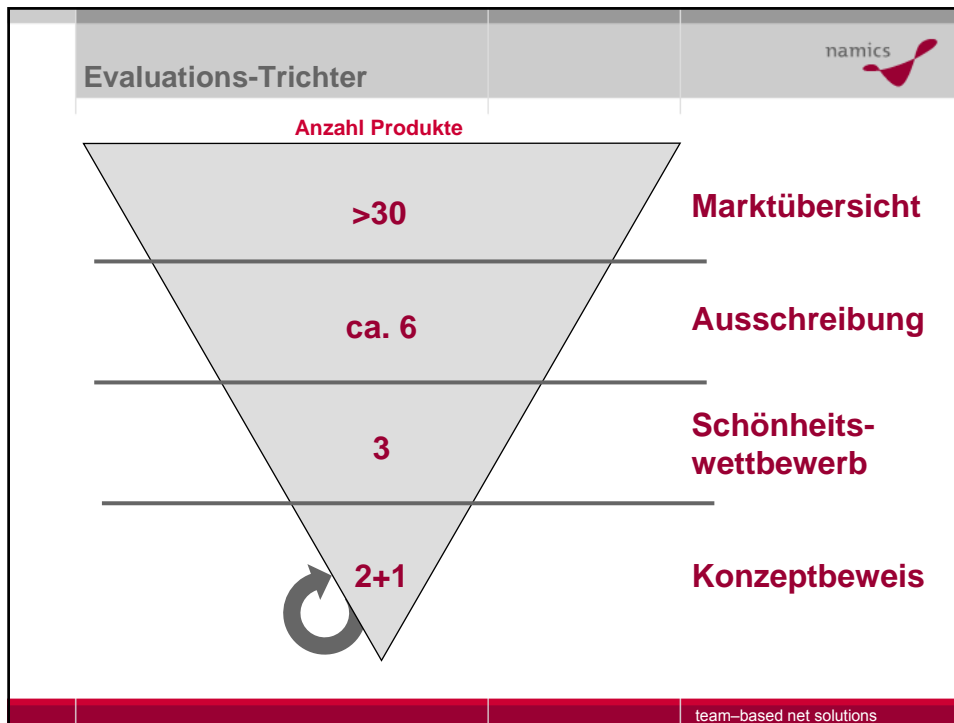 namics
Evaluations-Trichter
Anzahl Produkte
>30
Marktübersicht
ca. 6
Ausschreibung
3
Schönheits-
wettbewerb
2+1
Konzeptbeweis
team–based net solutions